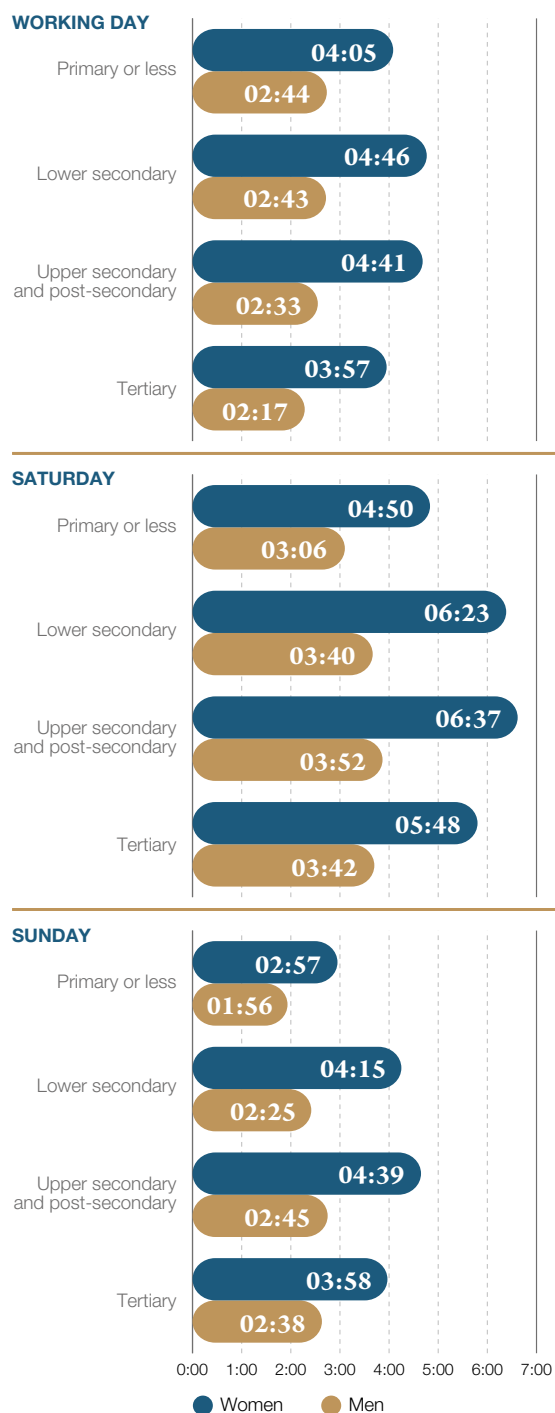 WORKING DAY
04:05
Primary or less
02:44
04:46
Lower secondary
02:43
04:41
Upper secondary
and post-secondary
02:33
03:57
Tertiary
02:17
SATURDAY
04:50
Primary or less
03:06
06:23
Lower secondary
03:40
06:37
Upper secondary
and post-secondary
03:52
05:48
Tertiary
03:42
SUNDAY
02:57
Primary or less
01:56
04:15
Lower secondary
02:25
04:39
Upper secondary
and post-secondary
02:45
03:58
Tertiary
02:38
0:00 1:00 2:00 3:00 4:00 5:00 6:00 7:00
Women Men